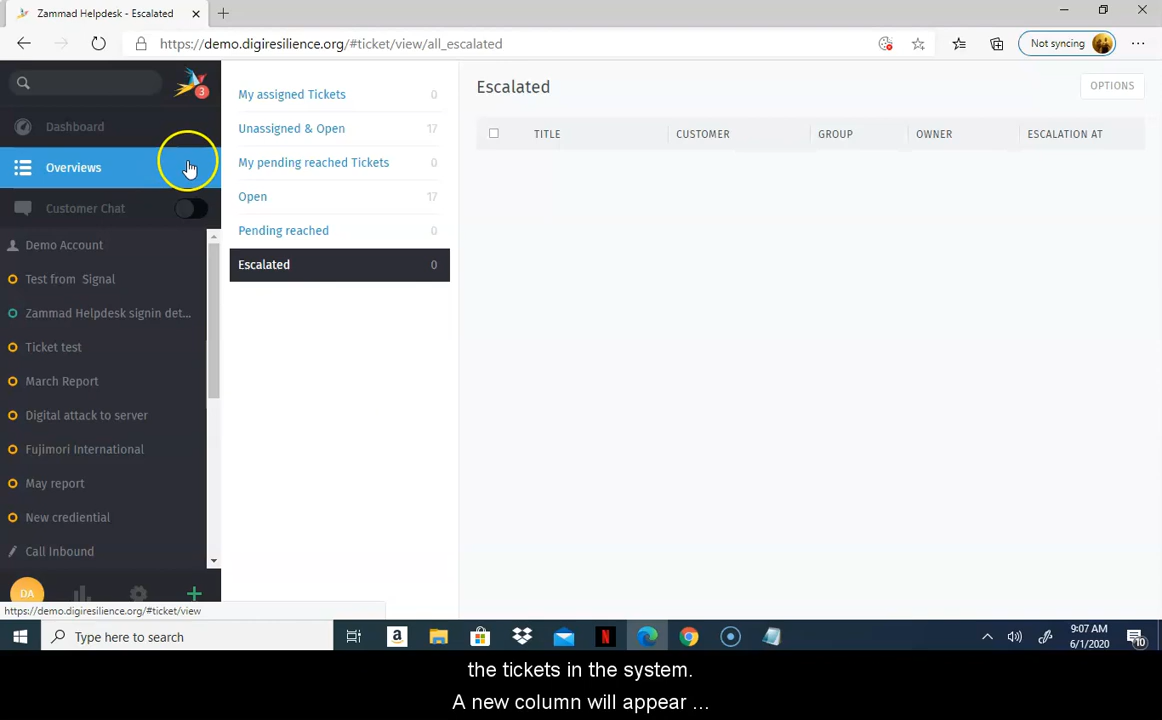 Zammad Helpdesk - Escalated
https://demo.digiresilience.org/#ticket/view/all_escalated
Not syncing
3
Dashboard
Overviews
Customer Chat
Demo Account
Test from Signal
Zammad Helpdesk signin det...
Ticket test
March Report
Digital attack to server
Fujimori International
May report
New crediential
Call Inbound
DA
https://demo.digiresilience.org/#ticket/view
My assigned Tickets 0
Unassigned & Open 17
My pending reached Tickets 0
Open 17
Pending reached 0
Escalated 0
Escalated
OPTIONS
TITLE CUSTOMER GROUP OWNER ESCALATION AT
Type here to search
a
N
9:07 AM
6/1/2020
10
the tickets in the system.
A new column will appear ...